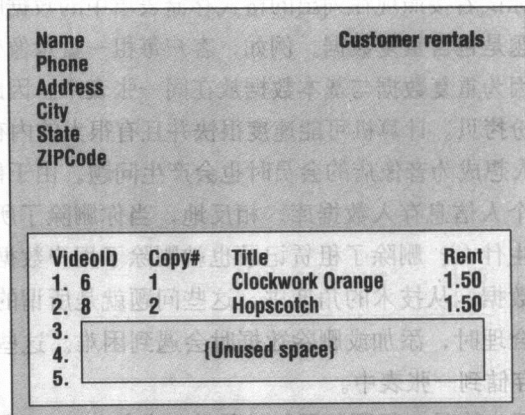 Name Customer rentals
Phone
Address
City
State
ZIPCode
VideoID Copy# Title Rent
1. 6 Clockwork Orange 1.50
2. 8 2 Hopscotch 1.50
3.
4. {Unused space}
5.